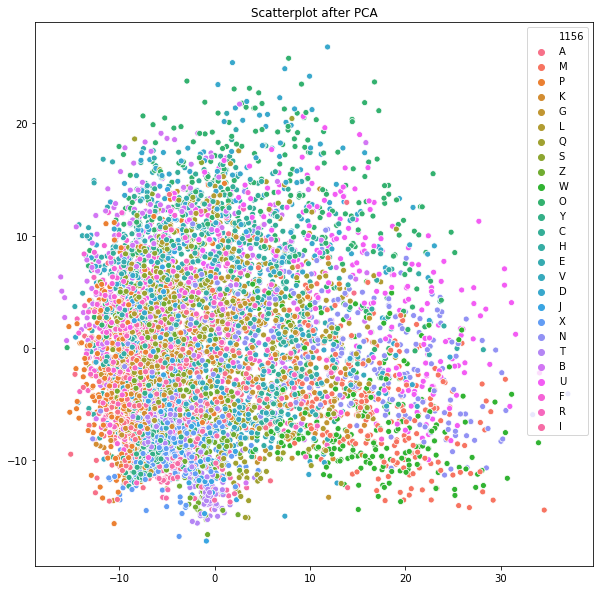 Scatterplot after PCA
1156
A
M
P
K
G
L
Q
S
Z
W
O
Y
C
H
E
V
D
J
X
N
T
B
U
F
R
I
20
10
0
−10
−10
0
10
20
30